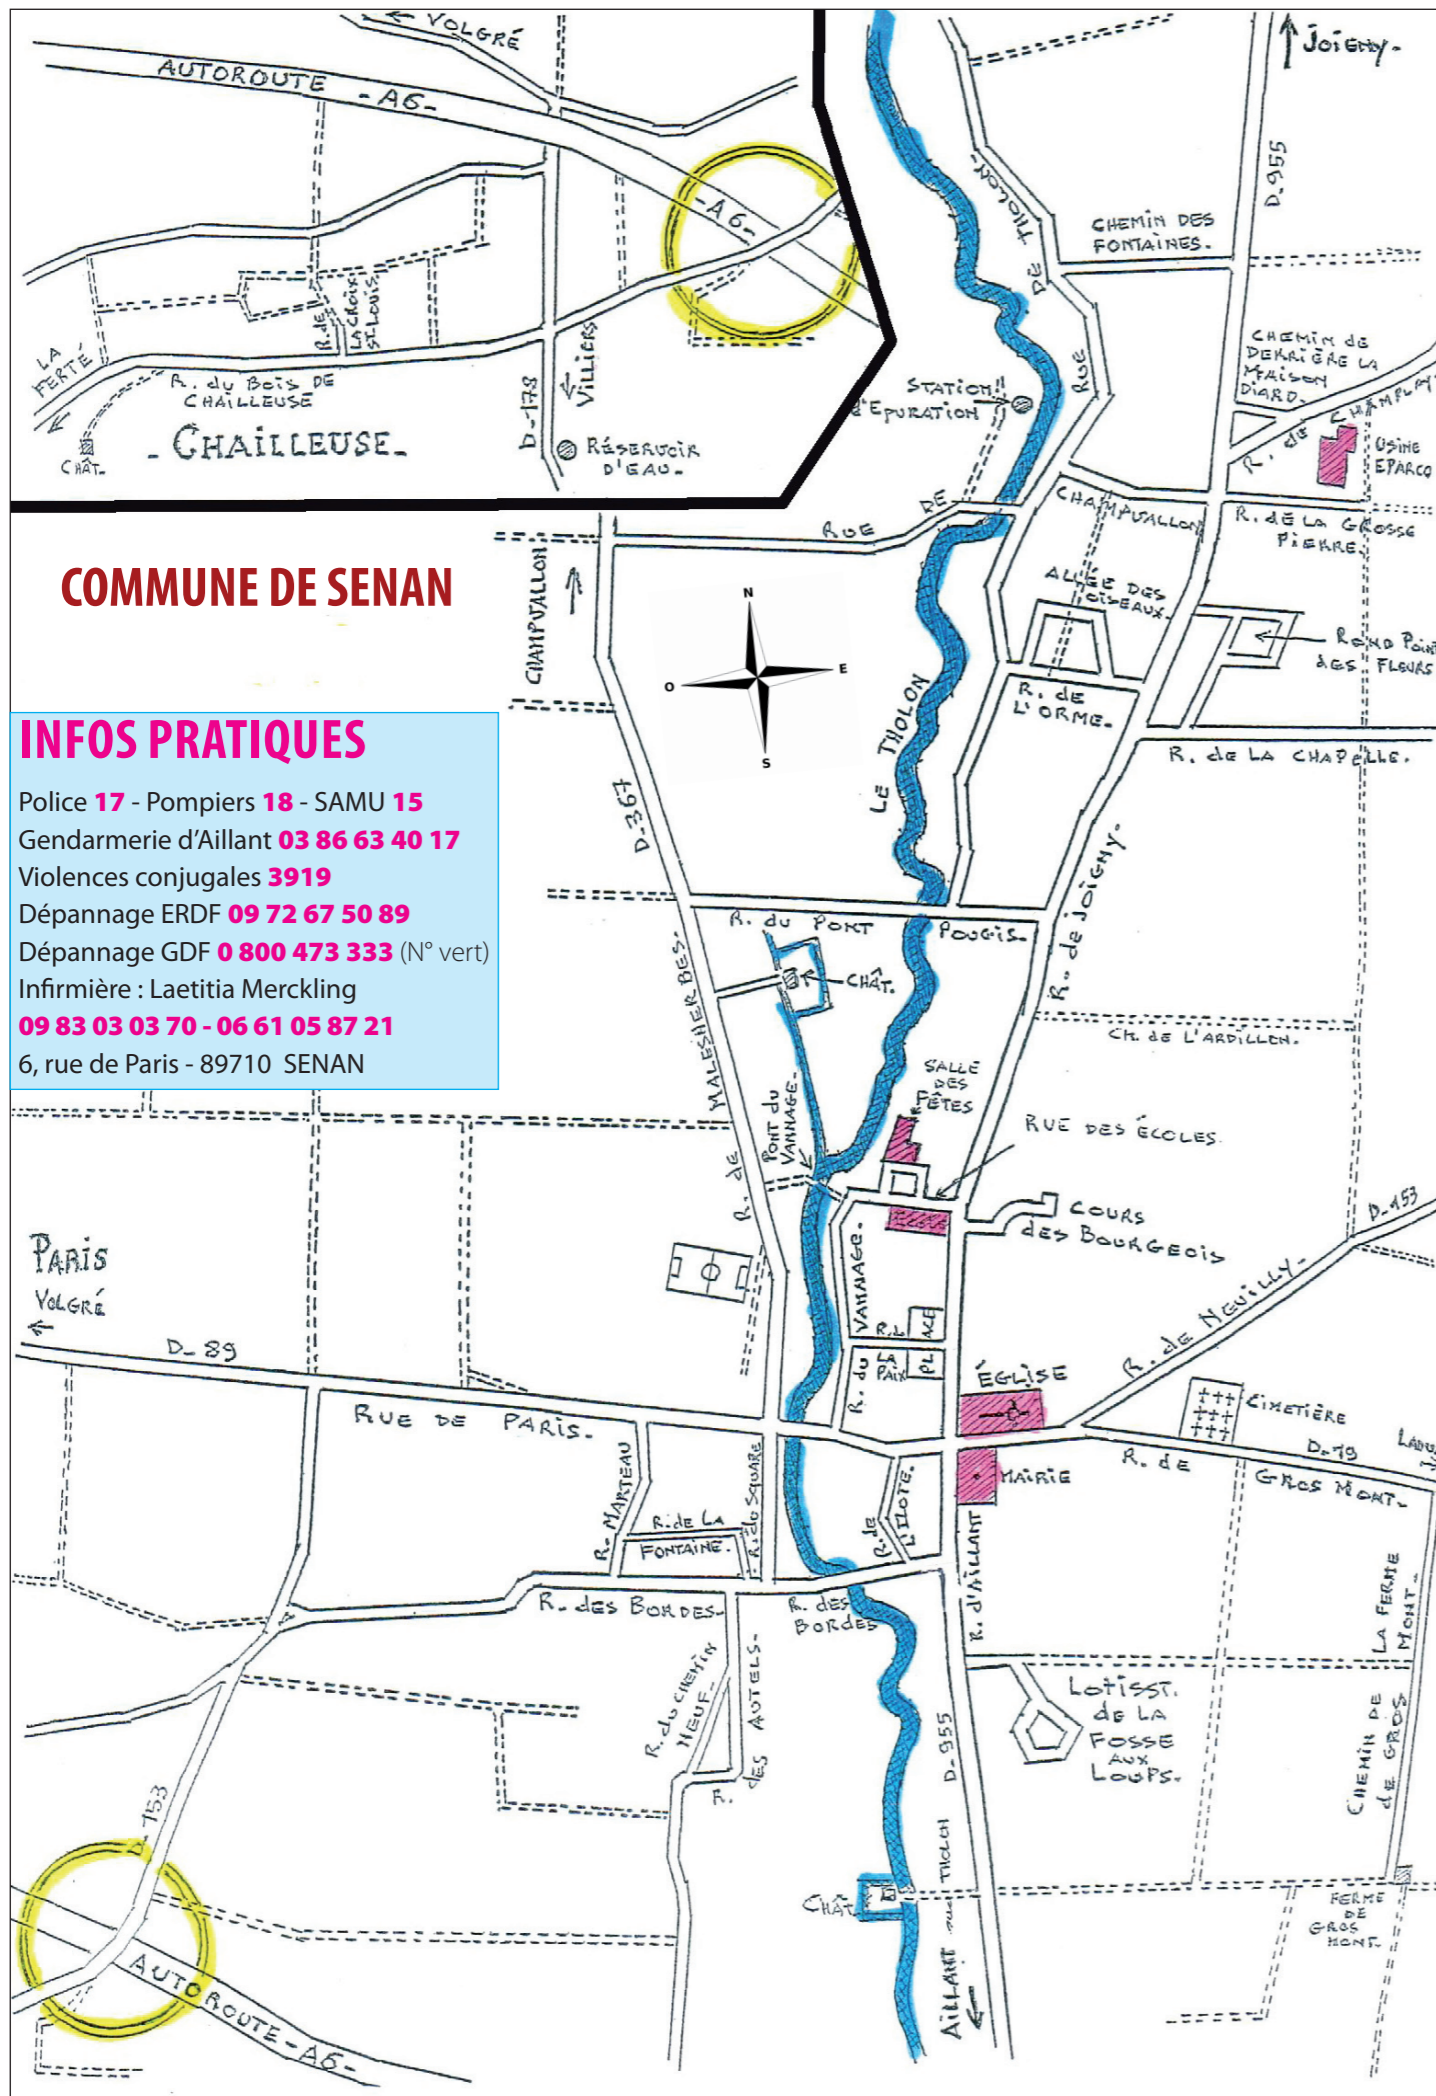 VOLGRÉ
AUTOROUTE -A6-
-A6-
LA
FERTÉ
R. de
LA CROIX
ST. LOUIS
R. du BOIS DE
CHAILLEUSE
- CHAILLEUSE -
CHÂT.
D-178
VILLIERS
RÉSERVOIR
D'EAU-
JOIGNY-
D-955
RUE DE THOLON-
CHEMIN DES
FONTAINES-
STATION
d'EPURATION
CHEMIN DE
DERRIÈRE LA
MAISON
DIARD-
R. de CHAMPLAY
USINE
EPARCO
RUE DE CHAMPVALLON
R. de LA GROSSE
PIERRE.
COMMUNE DE SENAN
CHAMPVALLON
N
O E
S
ALLÉE DES
OISEAUX.
ROND POINT
des FLEURS
R. de
L'ORME-
R. de LA CHAPELLE.
LE THOLON
INFOS PRATIQUES
Police 17 - Pompiers 18 - SAMU 15
Gendarmerie d'Aillant 03 86 63 40 17
Violences conjugales 3919
Dépannage ERDF 09 72 67 50 89
Dépannage GDF 0 800 473 333 (N° vert)
Infirmière : Laetitia Merckling
09 83 03 03 70 - 06 61 05 87 21
6, rue de Paris - 89710 SENAN
D-367
R. de MALESHERBES-
R. du PONT POUGIS-
R. de JOIGNY-
CHÂT.
CH. de L'ARDILLON.
PONT du
VANNAGE-
SALLE
DES
FÊTES
RUE DES ÉCOLES
COURS
des BOURGEOIS
D-153
R. de NEUILLY-
PARIS
VOLGRÉ
D-89
RUE DE PARIS-
R. du VANNAGE-
R. L
LA
PAIX
PLACE
ÉGLISE
MAIRIE
CIMETIÈRE
D-79
R. de GROS MONT-
R. MARTEAU
R. de LA
FONTAINE.
R. du SQUARE
R. de
L'ILOTE.
R. des BORDES-
R. des
BORDES
R. d'AILLANT
R. du CHEMIN
NEUF-
R. des AUTELS-
LOTISST.
de LA
FOSSE
AUX
LOUPS-
D-955
LA FERME
MONT-
CHEMIN DE
de GROS
D-153
AUTOROUTE-A6-
CHÂT.
AILLANT sur THOLON
FERME
DE
GROS
MONT-